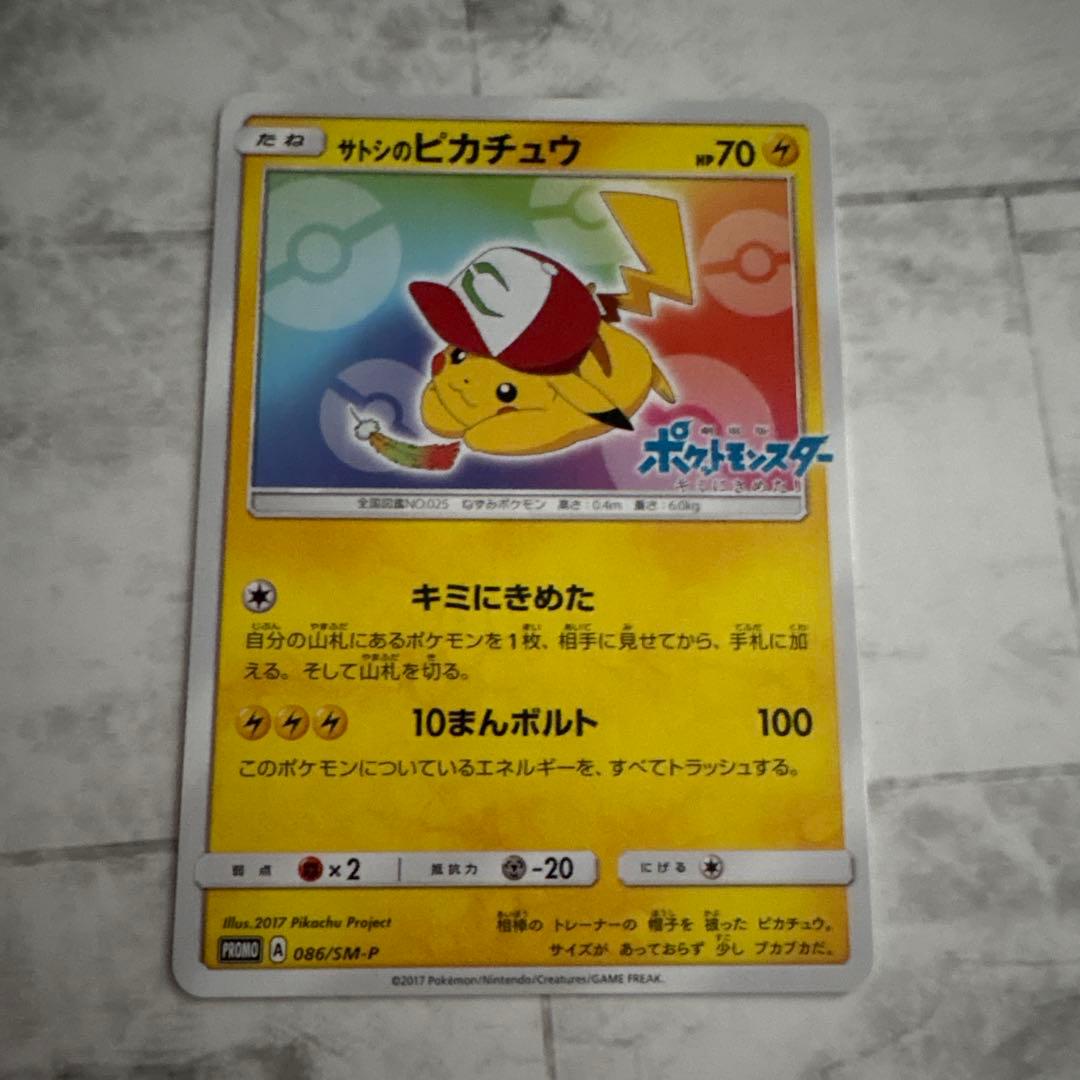 たね
サトシのピカチュウ
HP 70
劇場版
ポケットモンスター
キミにきめた!
全国図鑑NO.025 ねずみポケモン 高さ:0.4m 重さ:6.0kg
キミにきめた
自分の山札にあるポケモンを1枚、相手に見せてから、手札に加
える。そして山札を切る。
10まんボルト 100
このポケモンについているエネルギーを、すべてトラッシュする。
弱点 ×2 抵抗力 -20 にげる
Illus.2017 Pikachu Project
相棒の トレーナーの 帽子を 被った ピカチュウ。
サイズが あっておらず 少し ブカブカだ。
PROMO A 086/SM-P
©2017 Pokémon/Nintendo/Creatures/GAME FREAK.